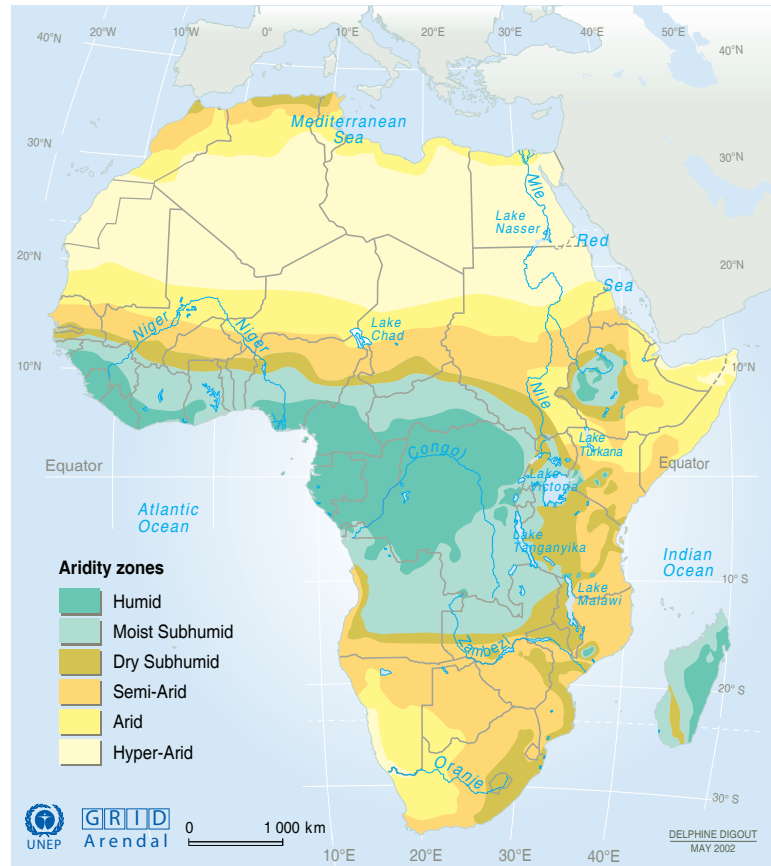 40°N
20°W
10°W
0°
10°E
20°E
30°E
40°E
50°E
40°N
Mediterranean
Sea
30°N
30°N
Nile
Lake
Nasser
Red
Sea
20°N
20°N
Niger
Niger
Lake
Chad
10°N
10°N
Nile
Lake
Turkana
Congo
Equator
Equator
Lake
Victoria
Atlantic
Ocean
Lake
Tanganyika
Indian
Ocean
10° S
Lake
Malawi
Zambezi
20° S
Oranje
30° S
Aridity zones
Humid
Moist Subhumid
Dry Subhumid
Semi-Arid
Arid
Hyper-Arid
UNEP
GRID
Arendal
0 1 000 km
10°E
20°E
30°E
40°E
DELPHINE DIGOUT
MAY 2002